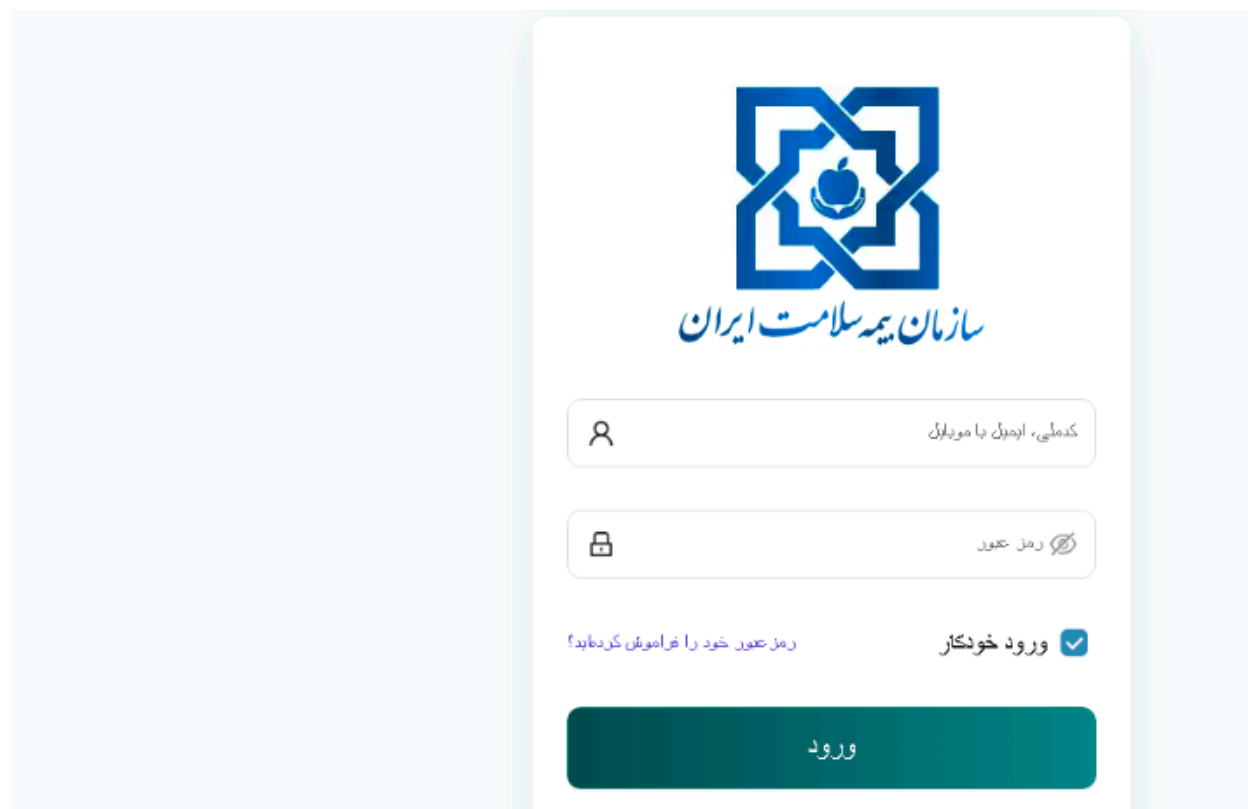 سازمان بیمه سلامت ایران
کدملی، ایمیل یا موبایل
رمز عبور
ورود خودکار
رمز عبور خود را فراموش کرده‌اید؟
ورود